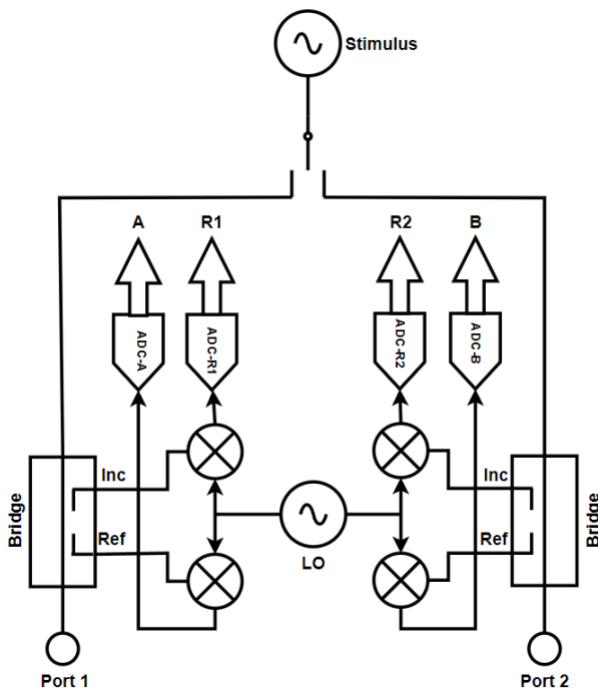 Stimulus
A
R1
R2
B
ADC-A
ADC-R1
ADC-R2
ADC-B
Inc
Inc
Bridge
Bridge
Ref
Ref
LO
Port 1
Port 2